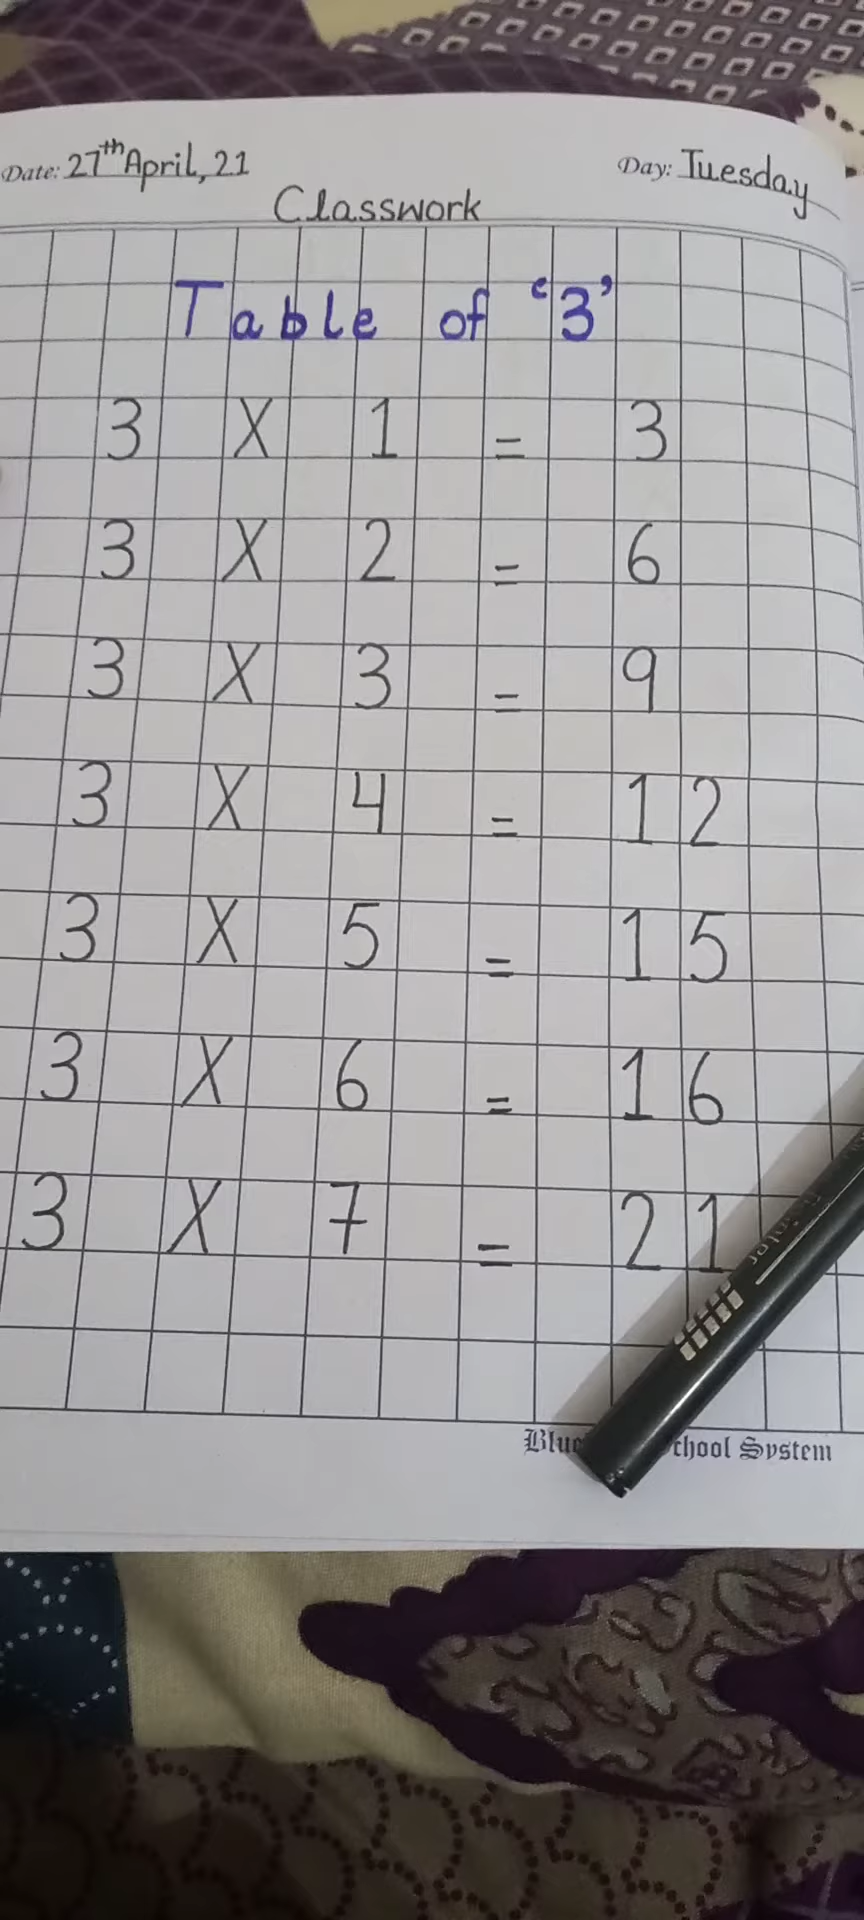 Date: 27th April, 21 Day: Tuesday
Classwork
Table of '3'
3 X 1 = 3
3 X 2 = 6
3 X 3 = 9
3 X 4 = 12
3 X 5 = 15
3 X 6 = 16
3 X 7 = 21
System